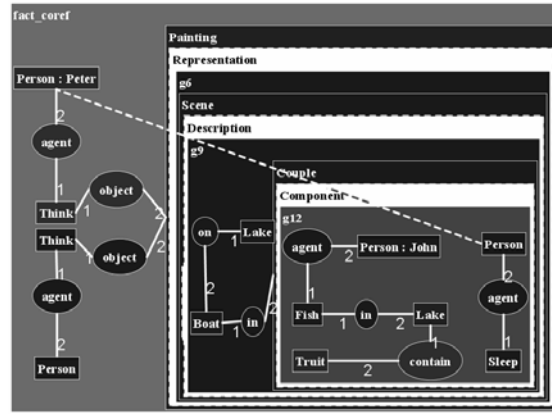 fact_coref
Painting
Representation
Person : Peter
g6
Scene
2
Description
agent
g9
Couple
object
Component
1
2
g12
Think
1
on
1
Lake
agent
2
Person : John
Person
Think
2
1
object
2
1
2
1
2
agent
agent
Boat
1
in
Fish
1
in
2
Lake
1
1
2
Truit
2
contain
Sleep
Person